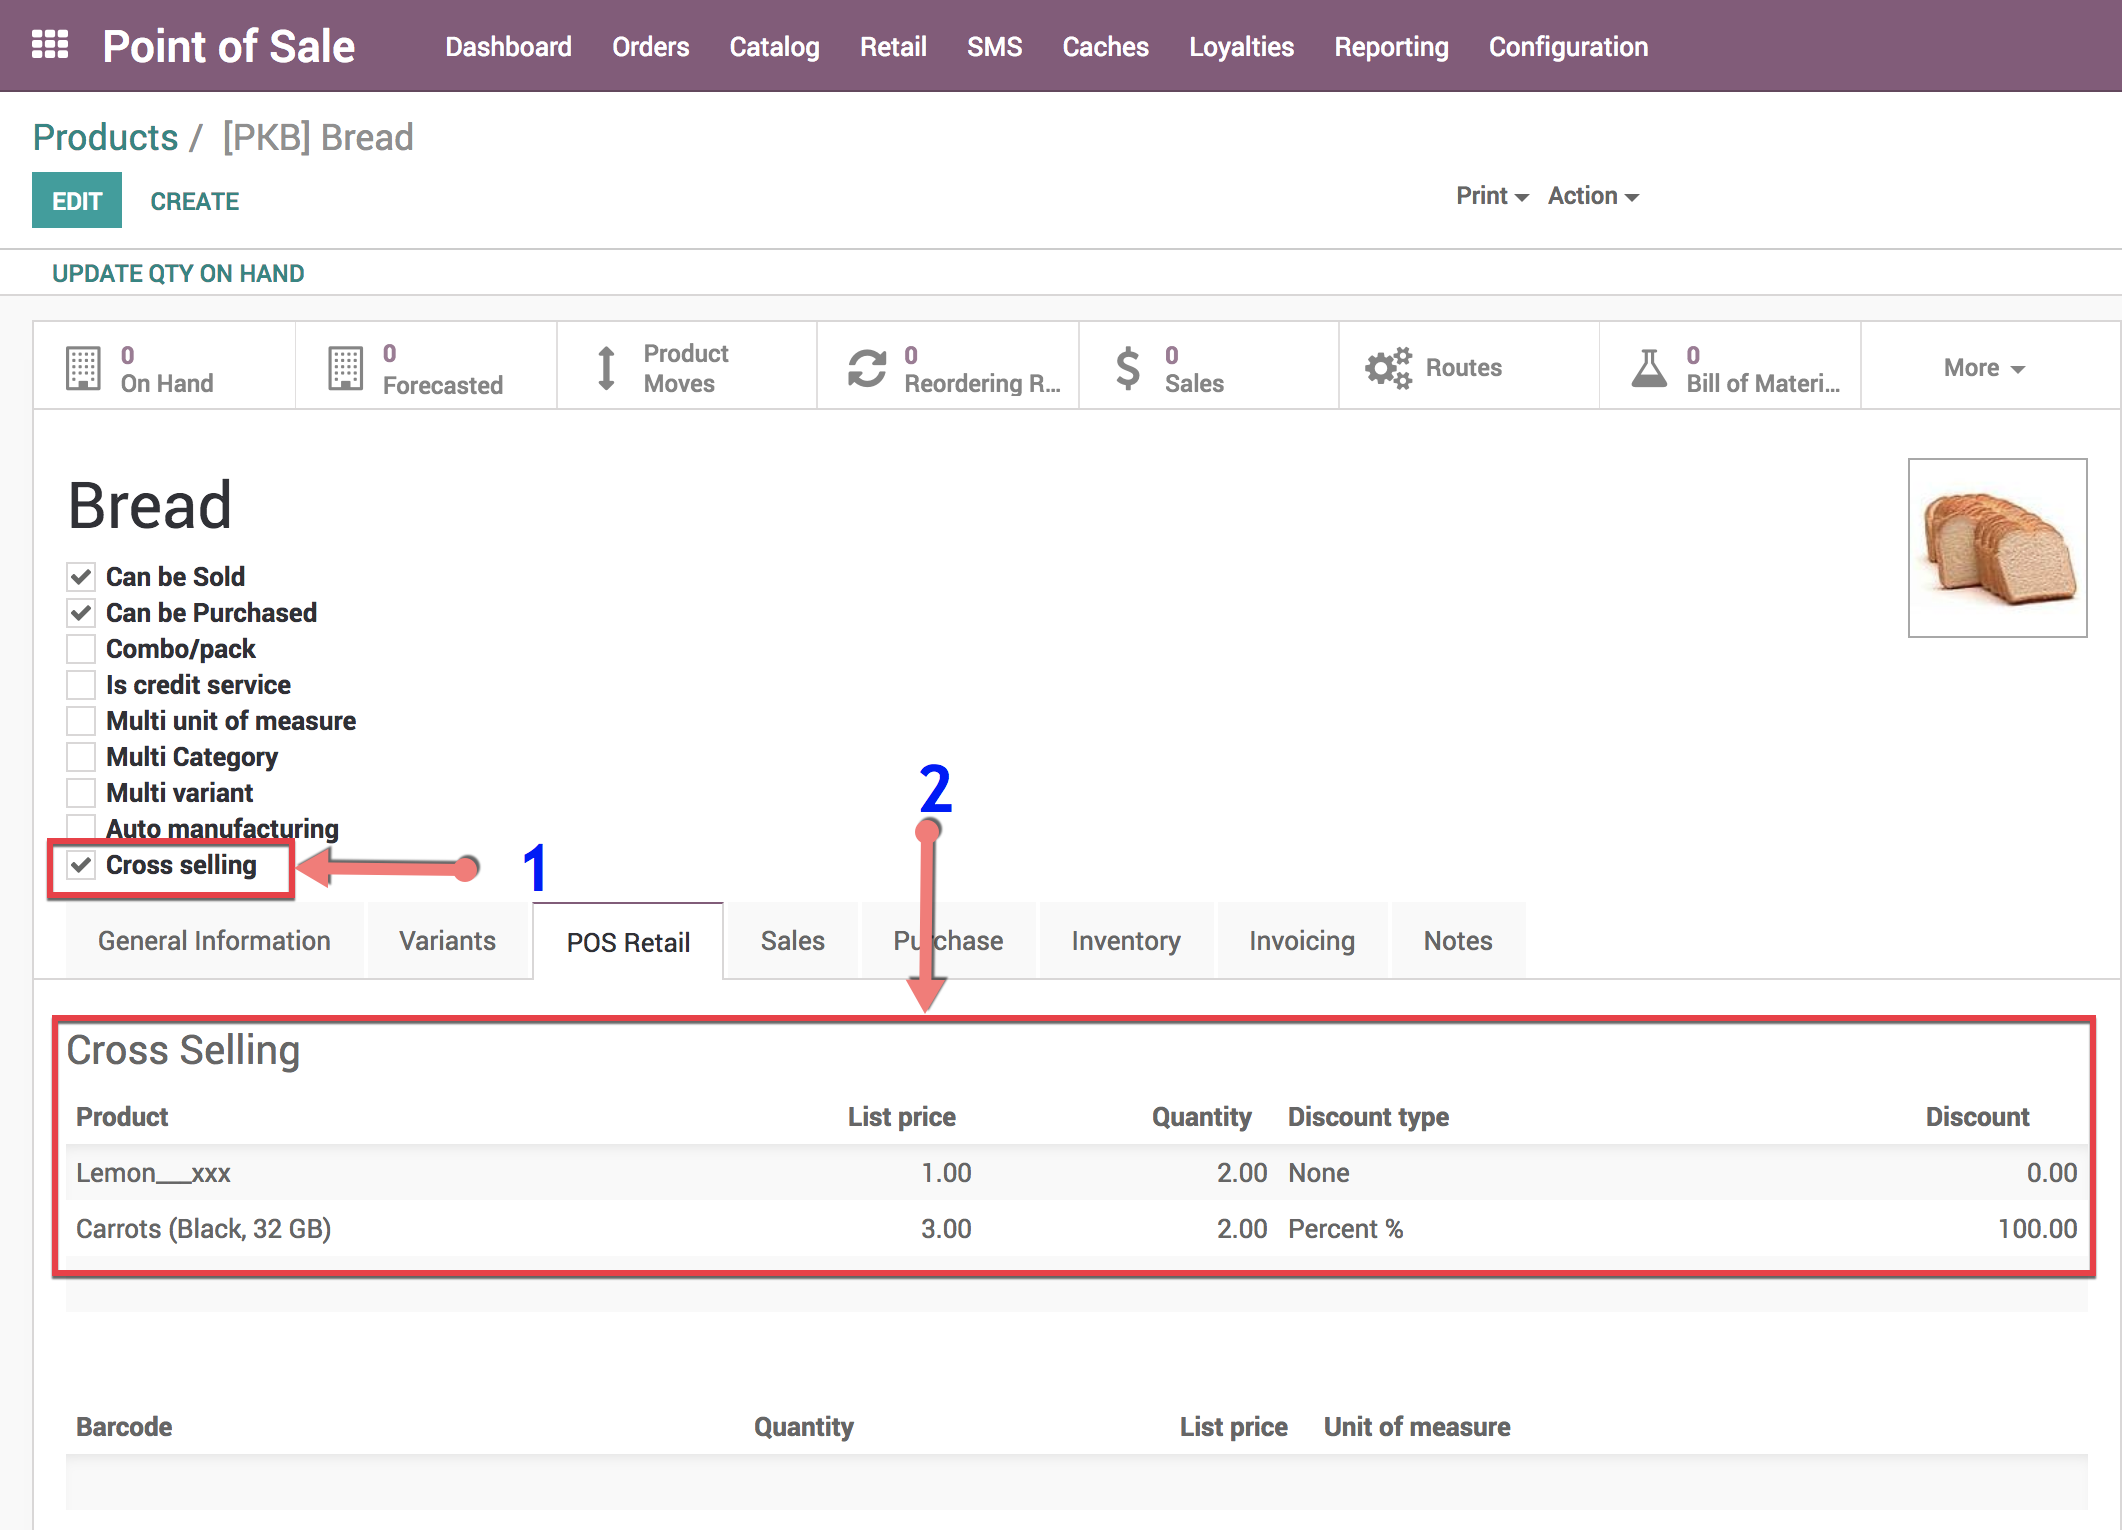 Point of Sale Dashboard Orders Catalog Retail SMS Caches Loyalties Reporting Configuration
Products / [PKB] Bread
EDIT CREATE Print Action
UPDATE QTY ON HAND
0 On Hand
0 Forecasted
Product Moves
0 Reordering R...
0 Sales
Routes
0 Bill of Materi...
More
Bread
Can be Sold
Can be Purchased
Combo/pack
Is credit service
Multi unit of measure
Multi Category
Multi variant
Auto manufacturing
Cross selling
1
2
General Information Variants POS Retail Sales Purchase Inventory Invoicing Notes
Cross Selling
Product List price Quantity Discount type Discount
Lemon___xxx 1.00 2.00 None 0.00
Carrots (Black, 32 GB) 3.00 2.00 Percent % 100.00
Barcode Quantity List price Unit of measure